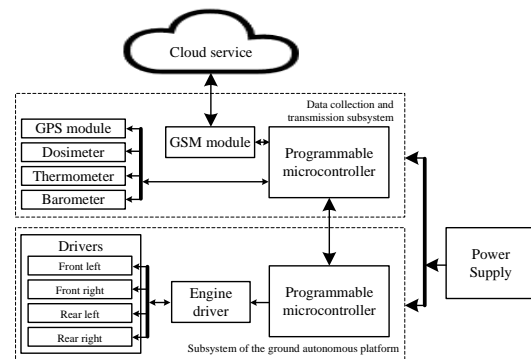 Cloud service
Data collection and
transmission subsystem
GPS module
Dosimeter
Thermometer
Barometer
GSM module
Programmable
microcontroller
Drivers
Front left
Front right
Rear left
Rear right
Engine
driver
Programmable
microcontroller
Power
Supply
Subsystem of the ground autonomous platform